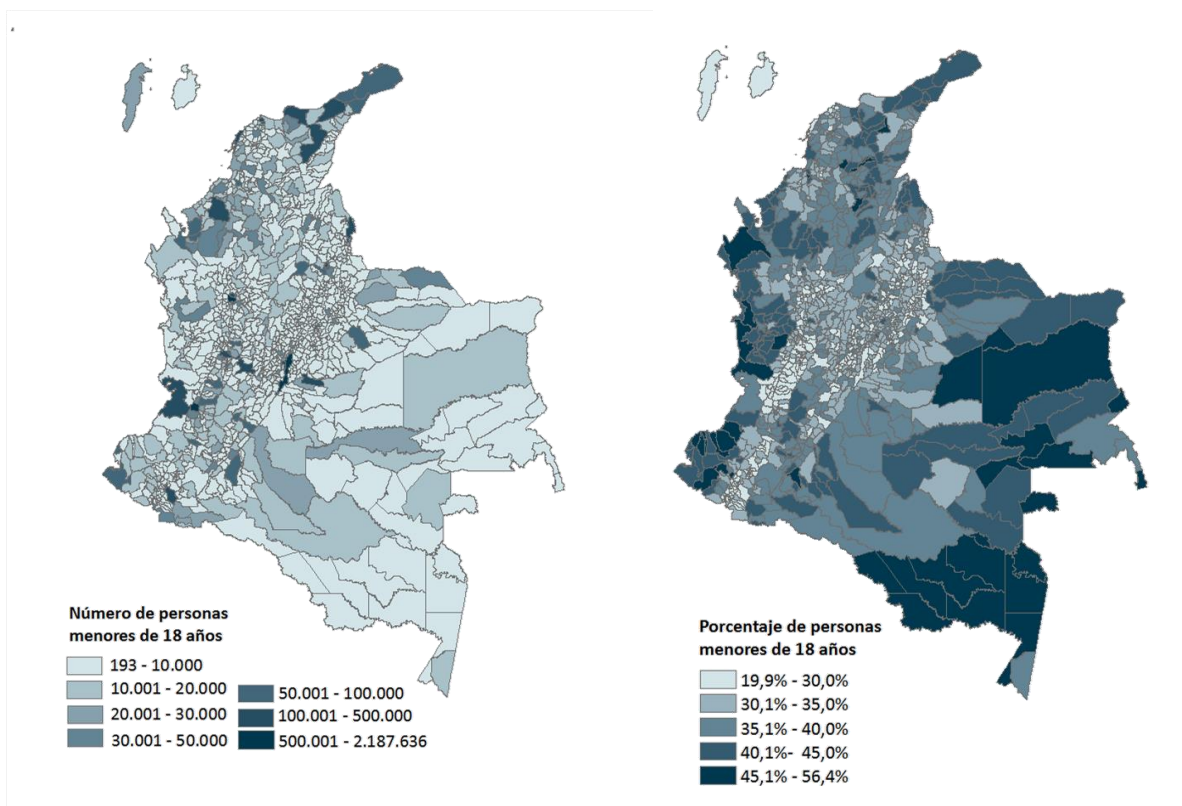 Número de personas
menores de 18 años
193 - 10.000
10.001 - 20.000
20.001 - 30.000
30.001 - 50.000
50.001 - 100.000
100.001 - 500.000
500.001 - 2.187.636
Porcentaje de personas
menores de 18 años
19,9% - 30,0%
30,1% - 35,0%
35,1% - 40,0%
40,1%- 45,0%
45,1% - 56,4%